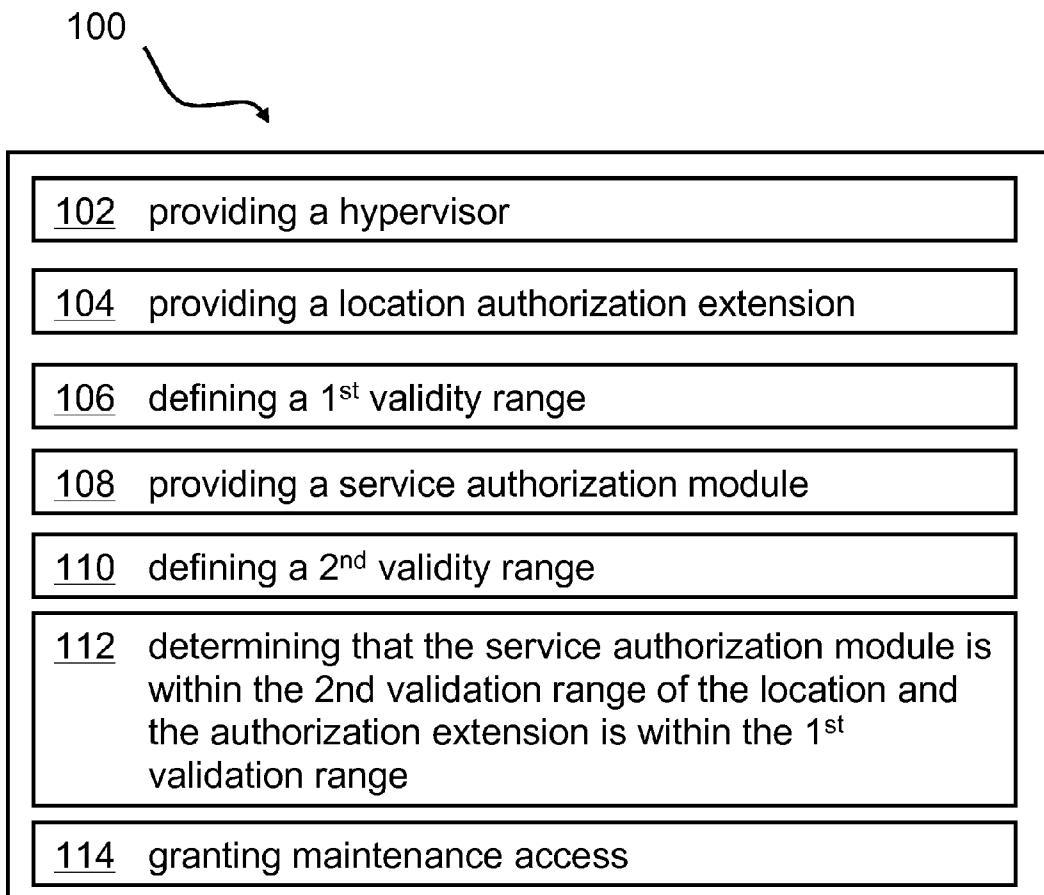 100
102 providing a hypervisor
104 providing a location authorization extension
106 defining a 1st validity range
108 providing a service authorization module
110 defining a 2nd validity range
112 determining that the service authorization module is
within the 2nd validation range of the location and
the authorization extension is within the 1st
validation range
114 granting maintenance access